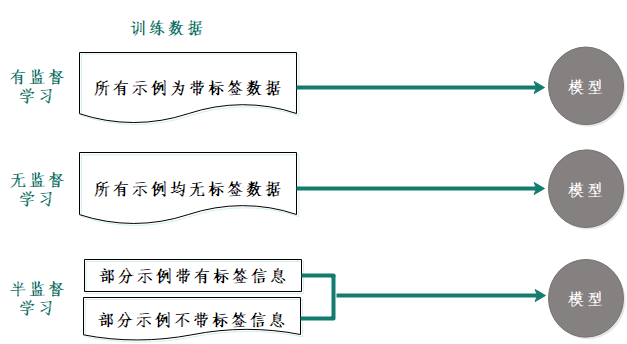 训练数据
有监督
学习
所有示例为带标签数据
模型
无监督
学习
所有示例均无标签数据
模型
半监督
学习
部分示例带有标签信息
部分示例不带标签信息
模型